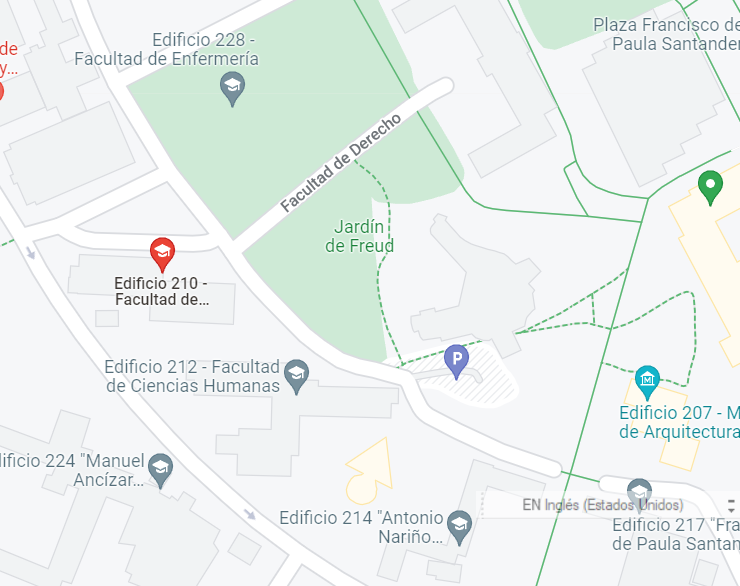 Edificio 228 -
Facultad de Enfermería
Plaza Francisco de
Paula Santander
de
y...
Facultad de Derecho
Jardín
de Freud
Edificio 210 -
Facultad de...
P
Edificio 212 - Facultad
de Ciencias Humanas
Edificio 207 - M
de Arquitectura
dificio 224 "Manuel
Ancízar...
EN Inglés (Estados Unidos)
Edificio 214 "Antonio
Nariño...
Edificio 217 "Fra
de Paula Santan